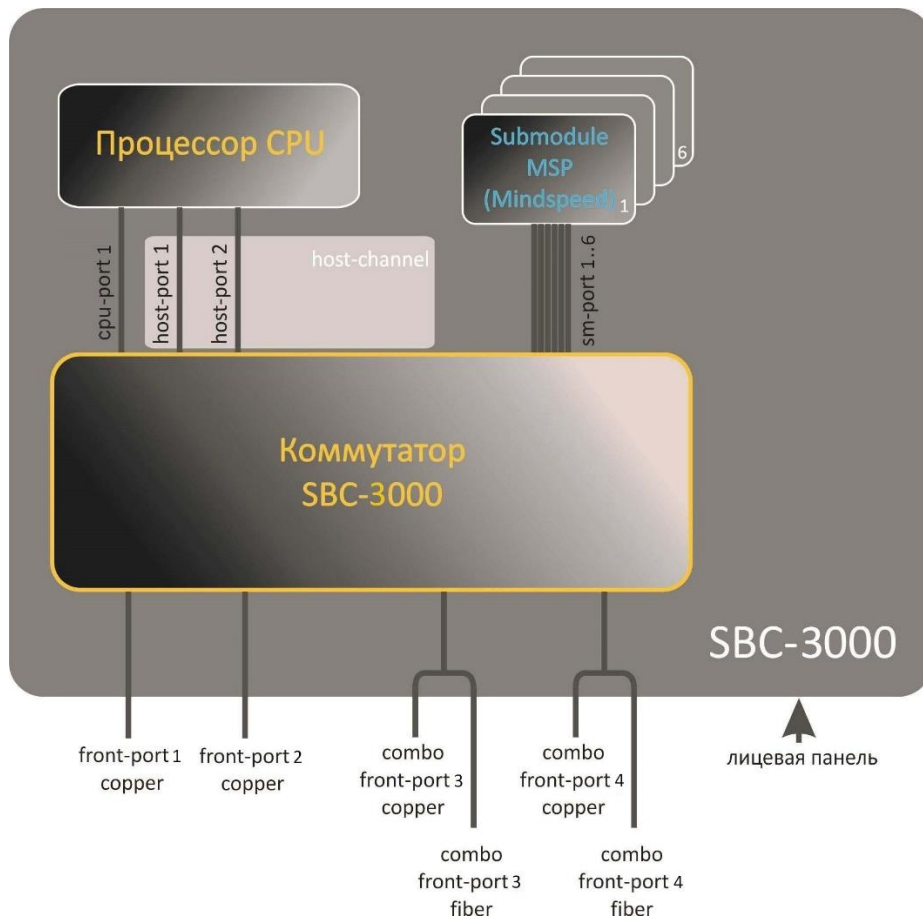 Процессор CPU
Submodule
MSP
(Mindspeed)
1
6
cpu-port 1
host-port 1
host-port 2
host-channel
sm-port 1..6
Коммутатор
SBC-3000
SBC-3000
front-port 1
copper
front-port 2
copper
combo
front-port 3
copper
combo
front-port 4
copper
лицевая панель
combo
front-port 3
fiber
combo
front-port 4
fiber